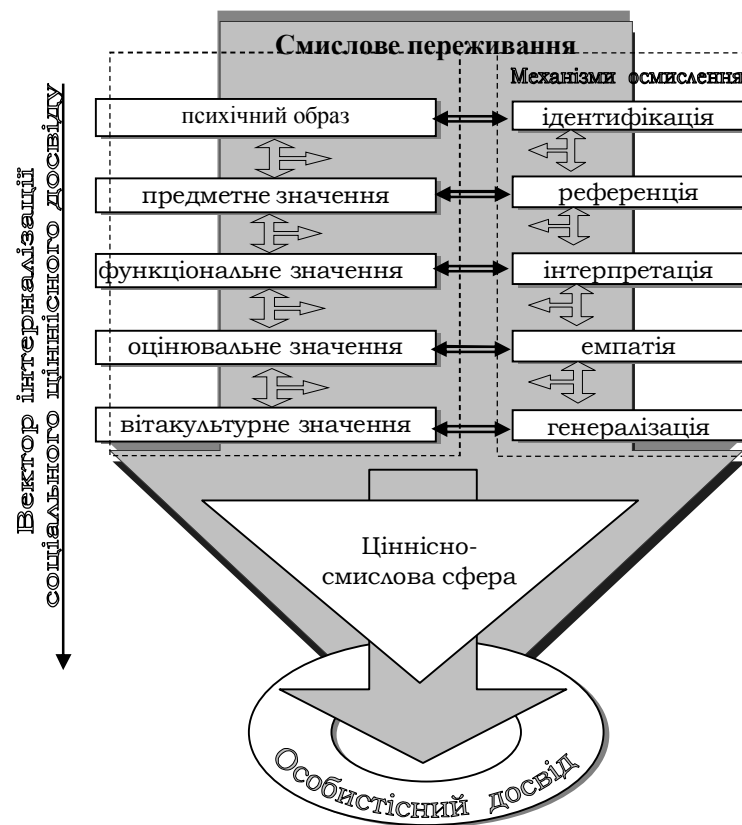 Смислове переживання
Механізми осмислення
психічний образ
ідентифікація
предметне значення
референція
функціональне значення
інтерпретація
оцінювальне значення
емпатія
вітакультурне значення
генералізація
Вектор інтерналізації
соціального ціннісного досвіду
Ціннісно-
смислова сфера
Особистісний досвід